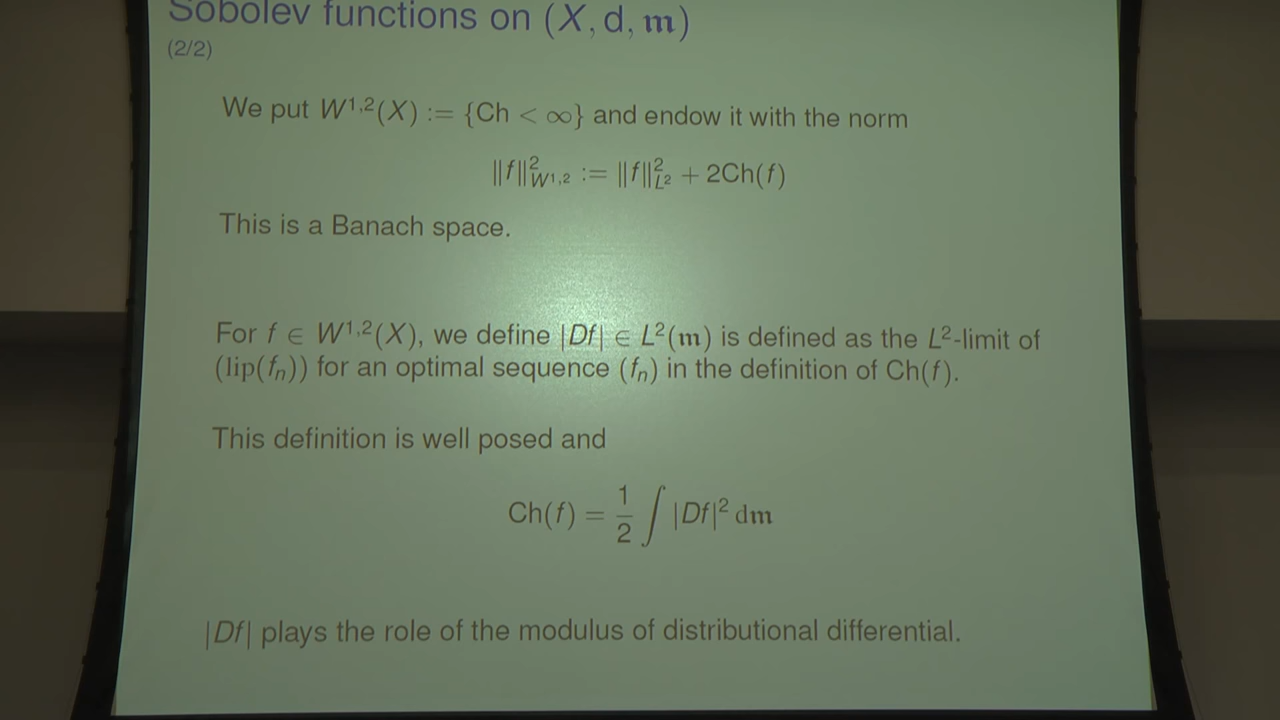 Sobolev functions on (X, d, 𝔪)
(2/2)
We put W^{1,2}(X) := {Ch < ∞} and endow it with the norm
‖f‖²_{W^{1,2}} := ‖f‖²_{L²} + 2Ch(f)
This is a Banach space.
For f ∈ W^{1,2}(X), we define |Df| ∈ L²(𝔪) is defined as the L²-limit of
(lip(f_n)) for an optimal sequence (f_n) in the definition of Ch(f).
This definition is well posed and
Ch(f) = 1/2 ∫ |Df|² d𝔪
|Df| plays the role of the modulus of distributional differential.